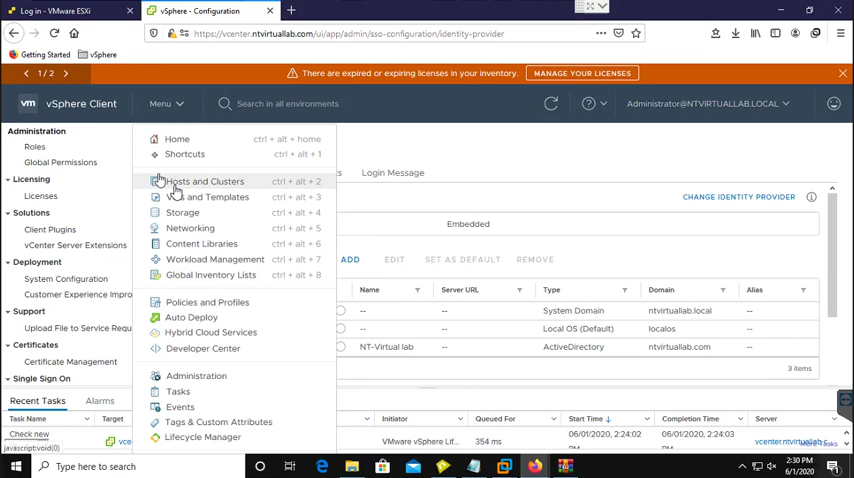 Log in - VMware ESXi
vSphere - Configuration
https://vcenter.ntvirtuallab.com/ui/app/admin/sso-configuration/identity-provider
Getting Started
vSphere
1 / 2
There are expired or expiring licenses in your inventory.
MANAGE YOUR LICENSES
vm
vSphere Client
Menu
Search in all environments
Administrator@NTVIRTUALLAB.LOCAL
Administration
Roles
Global Permissions
Licensing
Licenses
Solutions
Client Plugins
vCenter Server Extensions
Deployment
System Configuration
Customer Experience Impro
Support
Upload File to Service Requ
Certificates
Certificate Management
Single Sign On
Home ctrl + alt + home
Shortcuts ctrl + alt + 1
Hosts and Clusters ctrl + alt + 2
and Templates ctrl + alt + 3
Storage ctrl + alt + 4
Networking ctrl + alt + 5
Content Libraries ctrl + alt + 6
Workload Management ctrl + alt + 7
Global Inventory Lists ctrl + alt + 8
Policies and Profiles
Auto Deploy
Hybrid Cloud Services
Developer Center
Administration
Tasks
Events
Tags & Custom Attributes
Lifecycle Manager
Login Message
CHANGE IDENTITY PROVIDER
Embedded
ADD EDIT SET AS DEFAULT REMOVE
Name Server URL Type Domain Alias
-- -- System Domain ntvirtuallab.local --
-- -- Local OS (Default) localos --
NT-Virtual lab ActiveDirectory ntvirtuallab.com --
3 items
Recent Tasks Alarms
Task Name Target Initiator Queued For Start Time Completion Time Server
Check new vce VMware vSphere Lif... 354 ms 06/01/2020, 2:24:02 06/01/2020, 2:24:03 vcenter.ntvirtuallab.c
javascript:void(0)
More Tasks
Type here to search
2:30 PM
6/1/2020